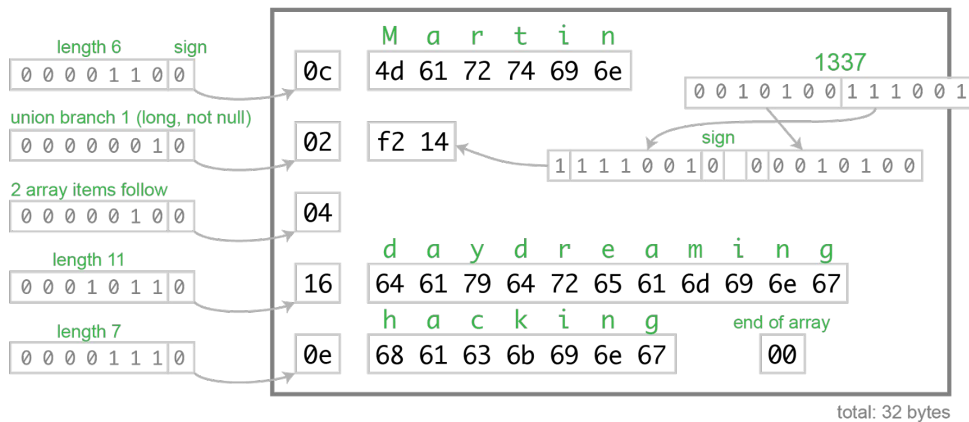 length 6 sign
0 0 0 0 1 1 0 0
0c
M a r t i n
4d 61 72 74 69 6e
1337
0 0 1 0 1 0 0 1 1 1 0 0 1
union branch 1 (long, not null)
0 0 0 0 0 0 1 0
02
f2 14
sign
1 1 1 1 0 0 1 0 0 0 0 1 0 1 0 0
2 array items follow
0 0 0 0 0 1 0 0
04
length 11
0 0 0 1 0 1 1 0
16
d a y d r e a m i n g
64 61 79 64 72 65 61 6d 69 6e 67
length 7
0 0 0 0 1 1 1 0
0e
h a c k i n g
68 61 63 6b 69 6e 67
end of array
00
total: 32 bytes